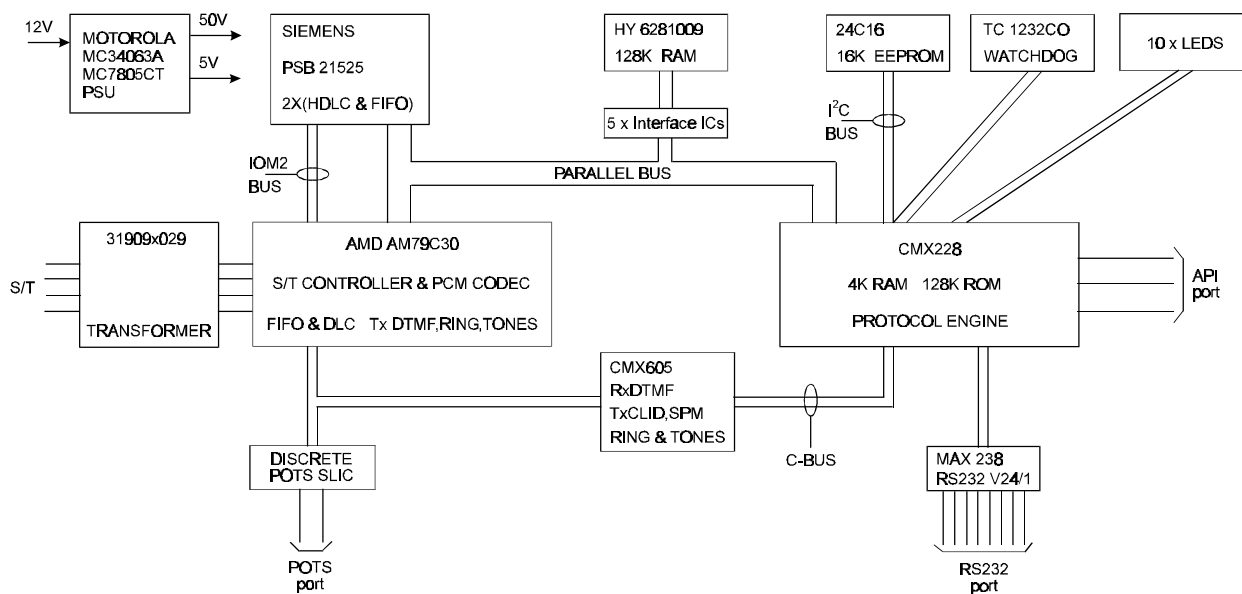 12V
MOTOROLA
MC34063A
MC7805CT
PSU
50V
5V
SIEMENS
PSB 21525
2X(HDLC & FIFO)
HY 6281009
128K RAM
5 x Interface ICs
24C16
16K EEPROM
TC 1232CO
WATCHDOG
10 x LEDS
I²C
BUS
IOM2
BUS
PARALLEL BUS
S/T
31909x029
TRANSFORMER
AMD AM79C30
S/T CONTROLLER & PCM CODEC
FIFO & DLC Tx DTMF,RING,TONES
CMX228
4K RAM 128K ROM
PROTOCOL ENGINE
API
port
CMX605
RxDTMF
TxCLID,SPM
RING & TONES
C-BUS
DISCRETE
POTS SLIC
POTS
port
MAX 238
RS232 V24/1
RS232
port